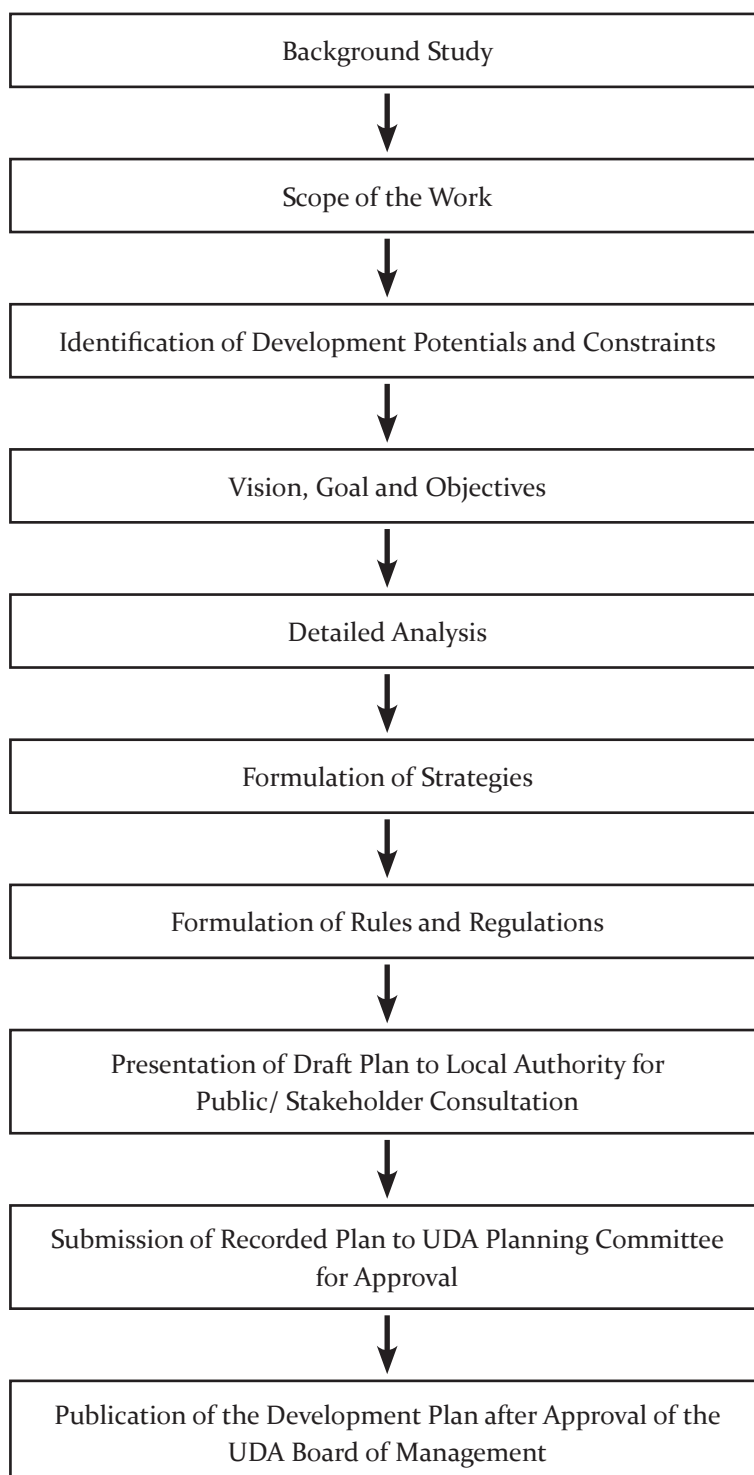 Background Study
Scope of the Work
Identification of Development Potentials and Constraints
Vision, Goal and Objectives
Detailed Analysis
Formulation of Strategies
Formulation of Rules and Regulations
Presentation of Draft Plan to Local Authority for
Public/ Stakeholder Consultation
Submission of Recorded Plan to UDA Planning Committee
for Approval
Publication of the Development Plan after Approval of the
UDA Board of Management